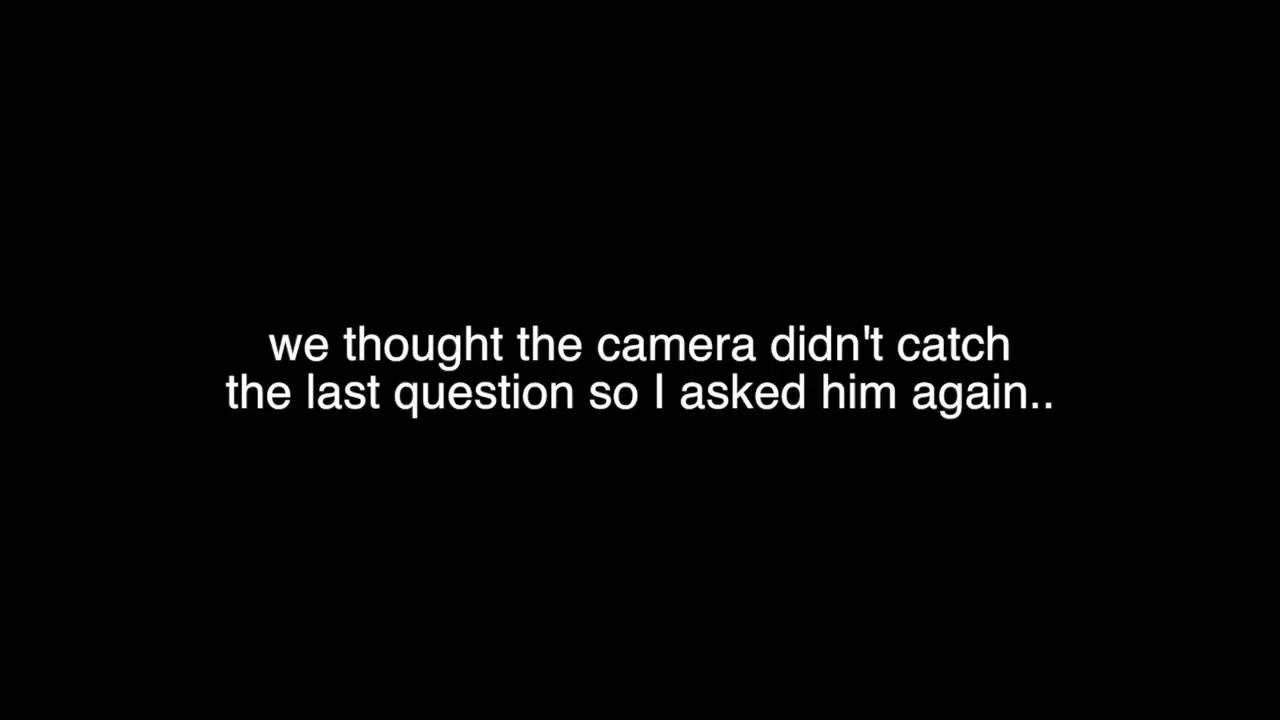 we thought the camera didn't catch
the last question so I asked him again..